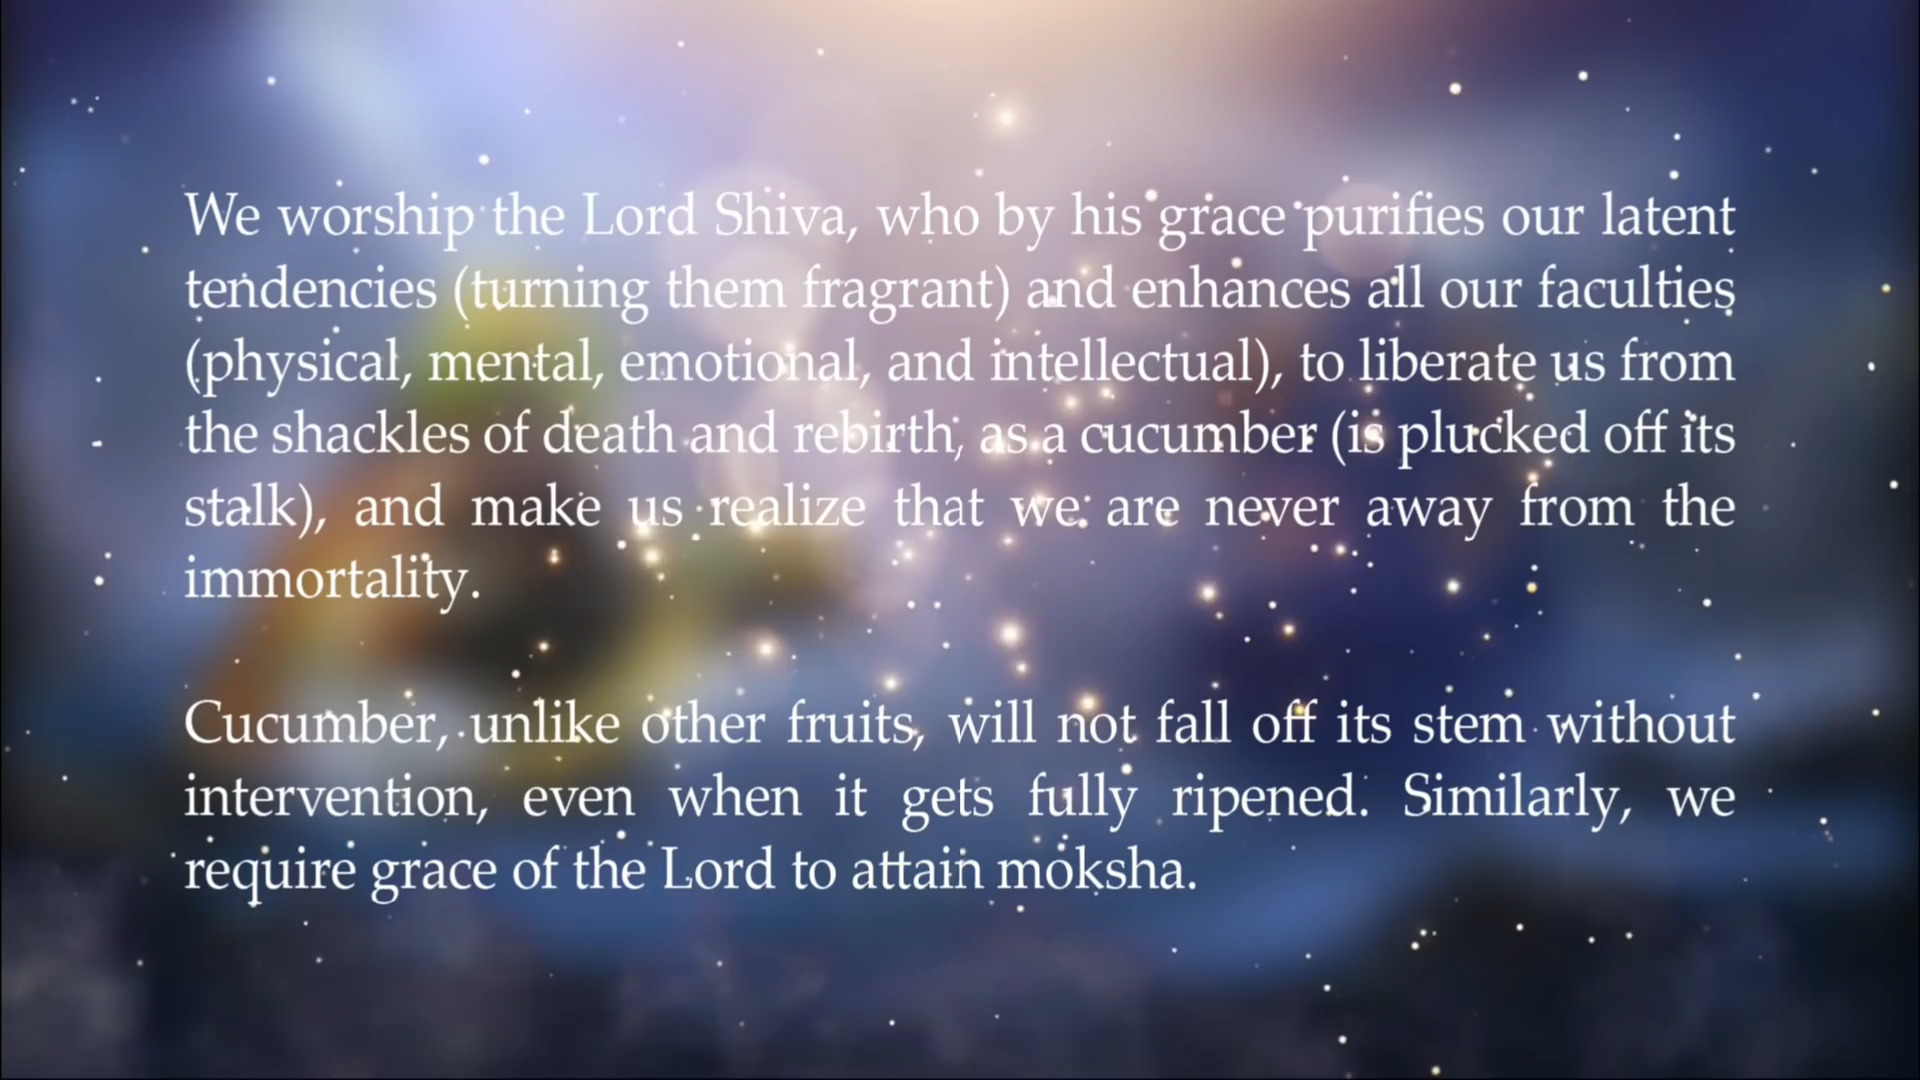 We worship the Lord Shiva, who by his grace purifies our latent
tendencies (turning them fragrant) and enhances all our faculties
(physical, mental, emotional, and intellectual), to liberate us from
the shackles of death and rebirth, as a cucumber (is plucked off its
stalk), and make us realize that we are never away from the
immortality.
Cucumber, unlike other fruits, will not fall off its stem without
intervention, even when it gets fully ripened. Similarly, we
require grace of the Lord to attain moksha.